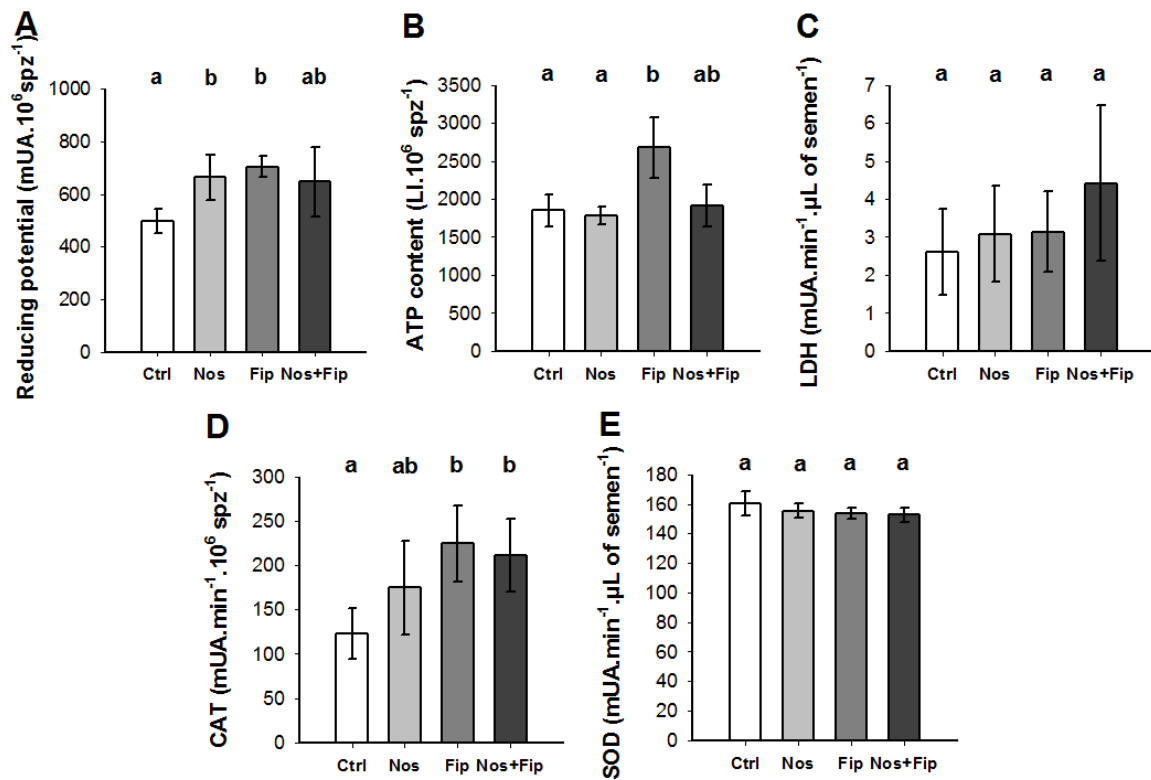 A
Reducing potential (mUA.10⁶spz⁻¹)
a b b ab
1000
800
600
400
200
0
Ctrl Nos Fip Nos+Fip
B
ATP content (LI.10⁶ spz⁻¹)
a a b ab
3500
3000
2500
2000
1500
1000
500
0
Ctrl Nos Fip Nos+Fip
C
LDH (mUA.min⁻¹.µL of semen⁻¹)
a a a a
7
6
5
4
3
2
1
0
Ctrl Nos Fip Nos+Fip
D
CAT (mUA.min⁻¹.10⁶ spz⁻¹)
a ab b b
300
250
200
150
100
50
0
Ctrl Nos Fip Nos+Fip
E
SOD (mUA.min⁻¹.µL of semen⁻¹)
a a a a
180
160
140
120
100
80
60
40
20
0
Ctrl Nos Fip Nos+Fip